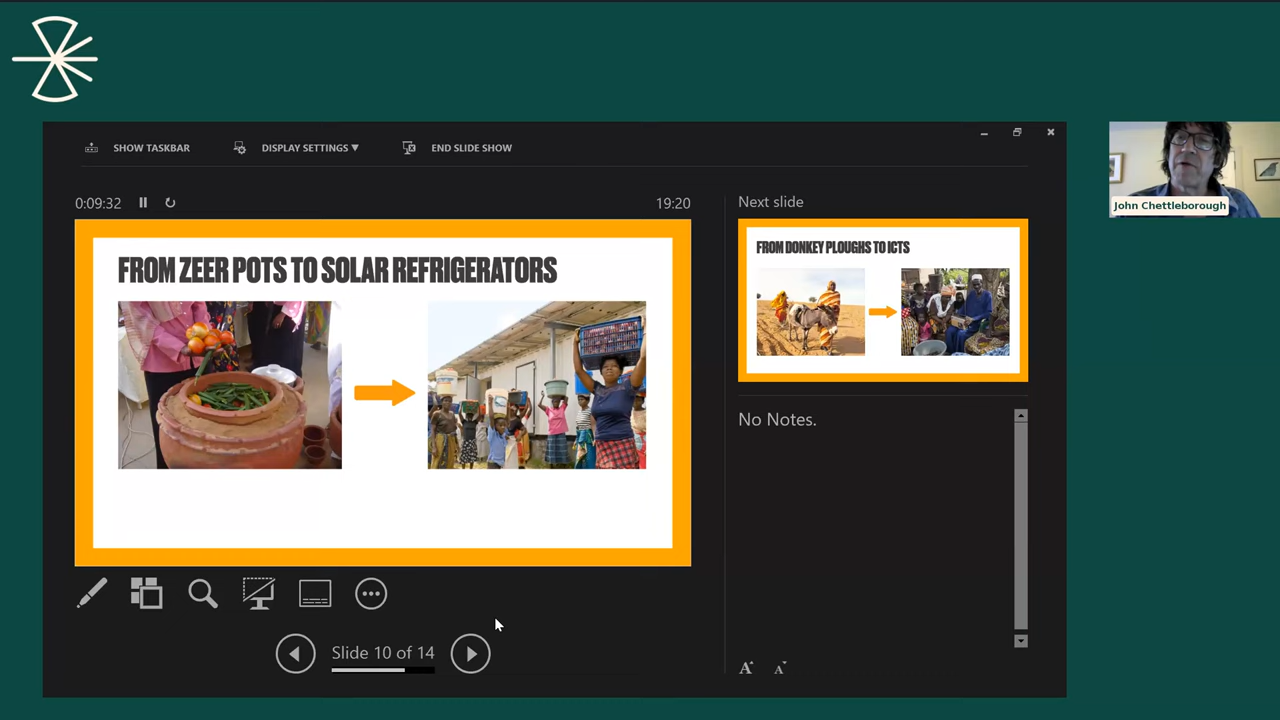 SHOW TASKBAR
DISPLAY SETTINGS ▼
END SLIDE SHOW
0:09:32
19:20
Next slide
FROM ZEER POTS TO SOLAR REFRIGERATORS
FROM DONKEY PLOUGHS TO ICTS
No Notes.
Slide 10 of 14
A A
John Chettleborough